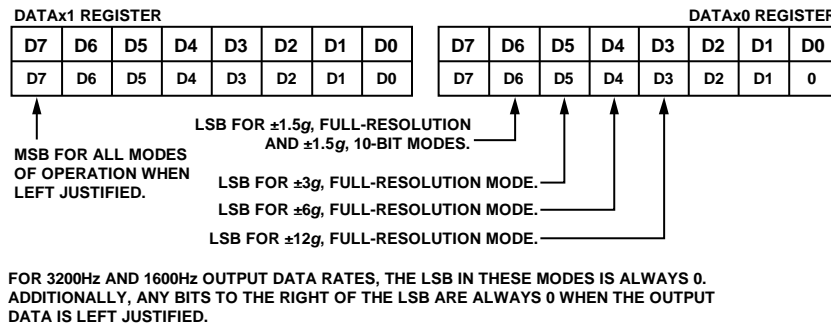 DATAx1 REGISTER
DATAx0 REGISTER
D7 D6 D5 D4 D3 D2 D1 D0
D7 D6 D5 D4 D3 D2 D1 D0
D7 D6 D5 D4 D3 D2 D1 D0
D7 D6 D5 D4 D3 D2 D1 0
MSB FOR ALL MODES
OF OPERATION WHEN
LEFT JUSTIFIED.
LSB FOR ±1.5g, FULL-RESOLUTION
AND ±1.5g, 10-BIT MODES.
LSB FOR ±3g, FULL-RESOLUTION MODE.
LSB FOR ±6g, FULL-RESOLUTION MODE.
LSB FOR ±12g, FULL-RESOLUTION MODE.
FOR 3200Hz AND 1600Hz OUTPUT DATA RATES, THE LSB IN THESE MODES IS ALWAYS 0.
ADDITIONALLY, ANY BITS TO THE RIGHT OF THE LSB ARE ALWAYS 0 WHEN THE OUTPUT
DATA IS LEFT JUSTIFIED.